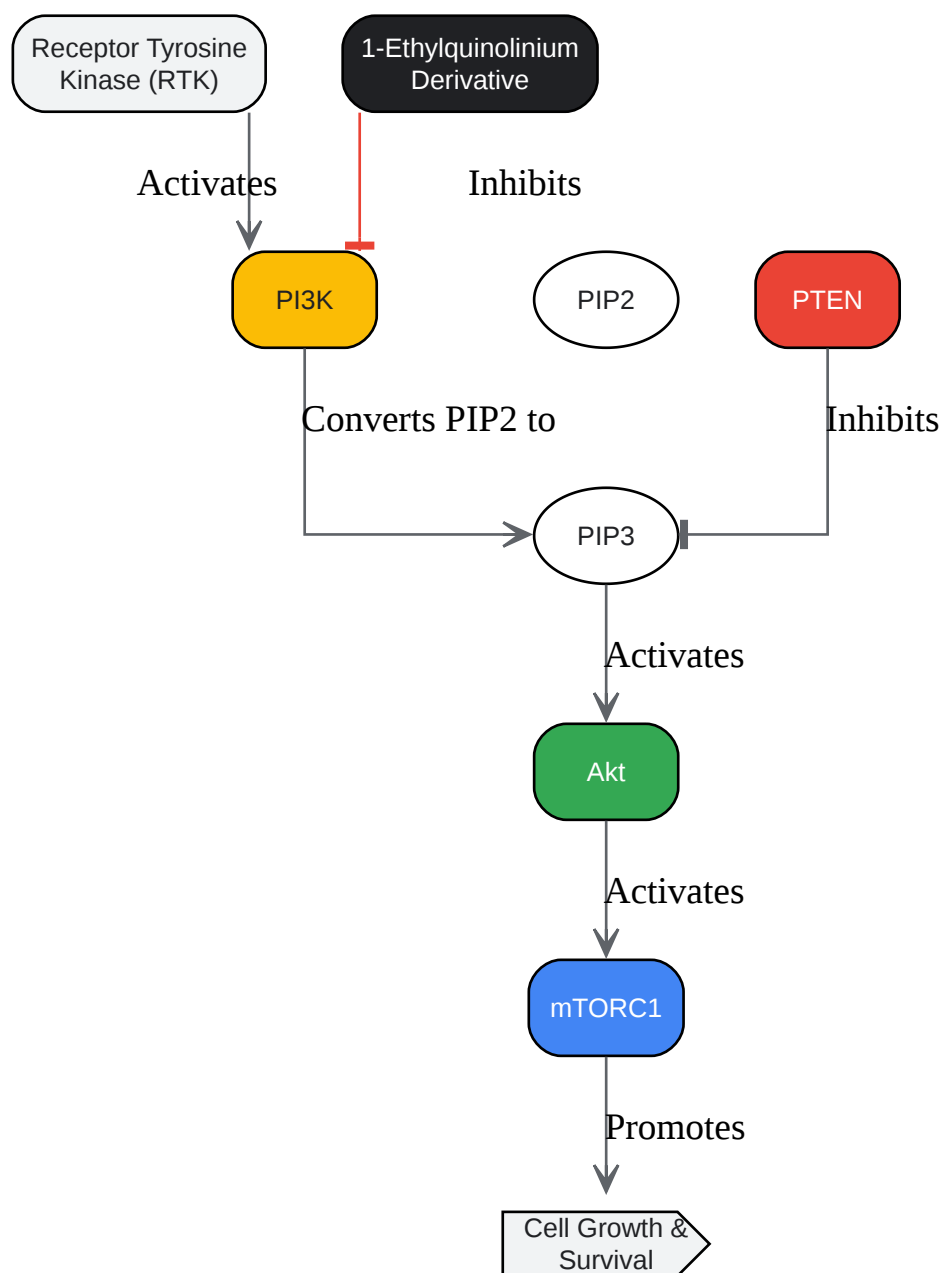 Receptor Tyrosine
Kinase (RTK)
1-Ethylquinolinium
Derivative
Activates
Inhibits
PI3K
PIP2
PTEN
Converts PIP2 to
Inhibits
PIP3
Activates
Akt
Activates
mTORC1
Promotes
Cell Growth &
Survival